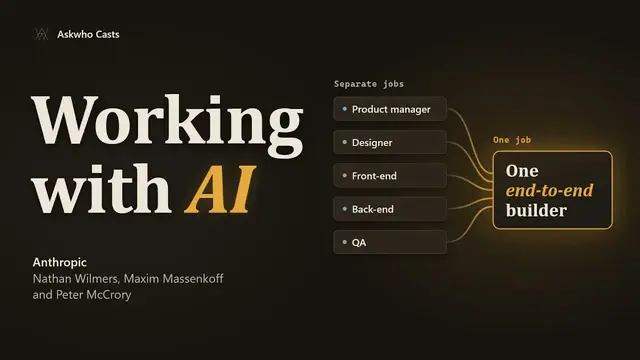 Askwho Casts
Working
with AI
Anthropic
Nathan Wilmers, Maxim Massenkoff
and Peter McCrory
Separate jobs
Product manager
Designer
Front-end
Back-end
QA
One job
One
end-to-end
builder